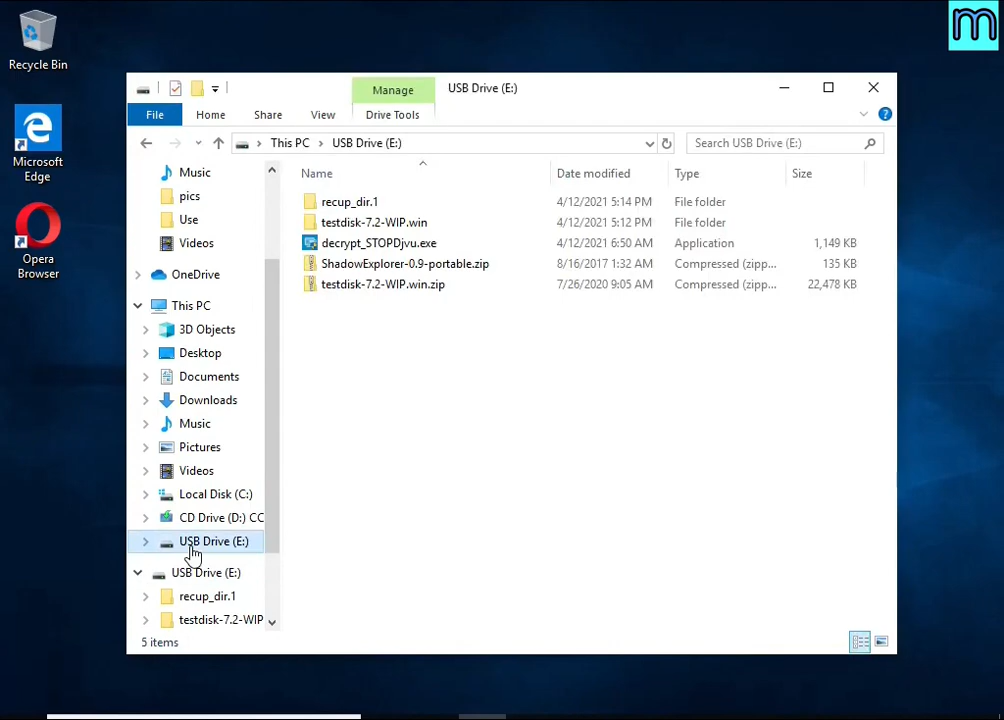 m
Recycle Bin
Microsoft
Edge
Opera
Browser
Manage
USB Drive (E:)
File
Home
Share
View
Drive Tools
This PC
USB Drive (E:)
Search USB Drive (E:)
Name
Date modified
Type
Size
recup_dir.1
4/12/2021 5:14 PM
File folder
testdisk-7.2-WIP.win
4/12/2021 5:12 PM
File folder
decrypt_STOPDjvu.exe
4/12/2021 6:50 AM
Application
1,149 KB
ShadowExplorer-0.9-portable.zip
8/16/2017 1:32 AM
Compressed (zipp...
135 KB
testdisk-7.2-WIP.win.zip
7/26/2020 9:05 AM
Compressed (zipp...
22,478 KB
Music
pics
Use
Videos
OneDrive
This PC
3D Objects
Desktop
Documents
Downloads
Music
Pictures
Videos
Local Disk (C:)
CD Drive (D:) CC
USB Drive (E:)
USB Drive (E:)
recup_dir.1
testdisk-7.2-WIP
5 items